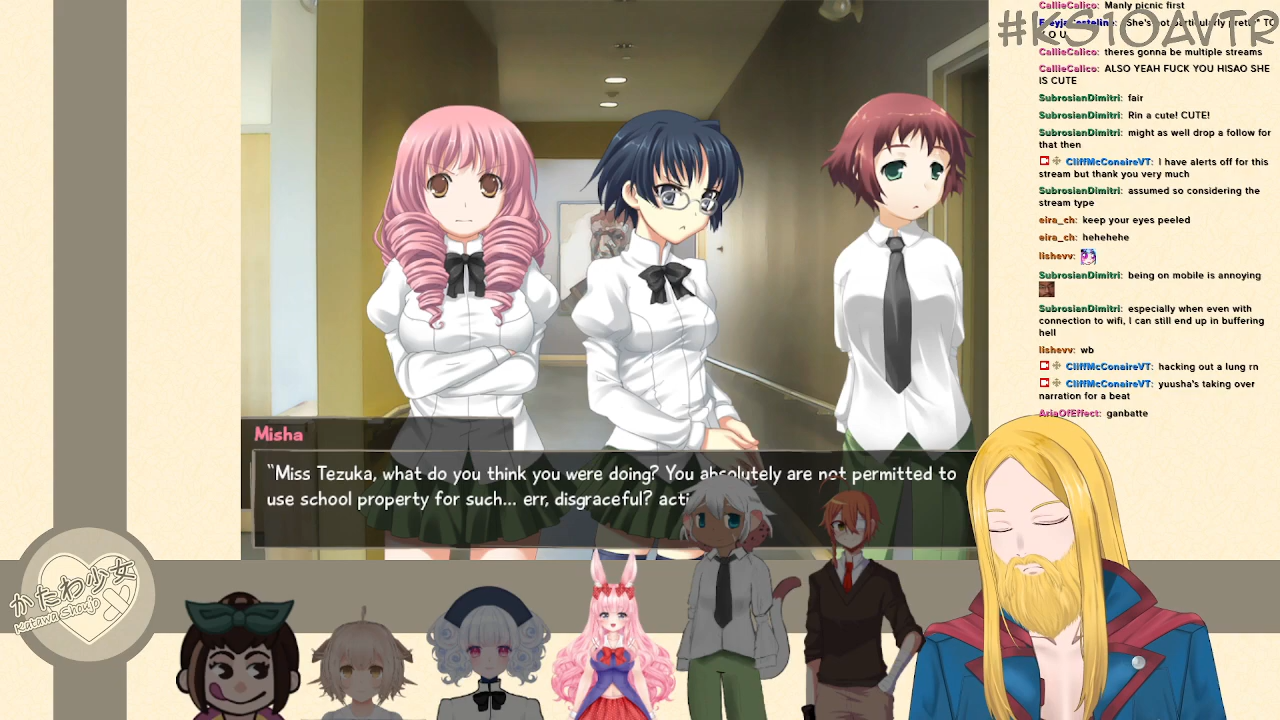 #KS10AVTR
CallieCalico: Manly picnic first
"She's not particularly pretty" TO
CallieCalico: theres gonna be multiple streams
CallieCalico: ALSO YEAH FUCK YOU HISAO SHE
IS CUTE
SubrosianDimitri: fair
SubrosianDimitri: Rin a cute! CUTE!
SubrosianDimitri: might as well drop a follow for
that then
CliffMcConaireVT: I have alerts off for this
stream but thank you very much
SubrosianDimitri: assumed so considering the
stream type
eira_ch: keep your eyes peeled
eira_ch: hehehehe
lishevv:
SubrosianDimitri: being on mobile is annoying
SubrosianDimitri: especially when even with
connection to wifi, I can still end up in buffering
hell
lishevv: wb
CliffMcConaireVT: hacking out a lung rn
CliffMcConaireVT: yuusha's taking over
narration for a beat
AriaOfEffect: ganbatte
Misha
"Miss Tezuka, what do you think you were doing? You absolutely are not permitted to
use school property for such... err, disgraceful? acti
かたわ少女
Katawa Shoujo